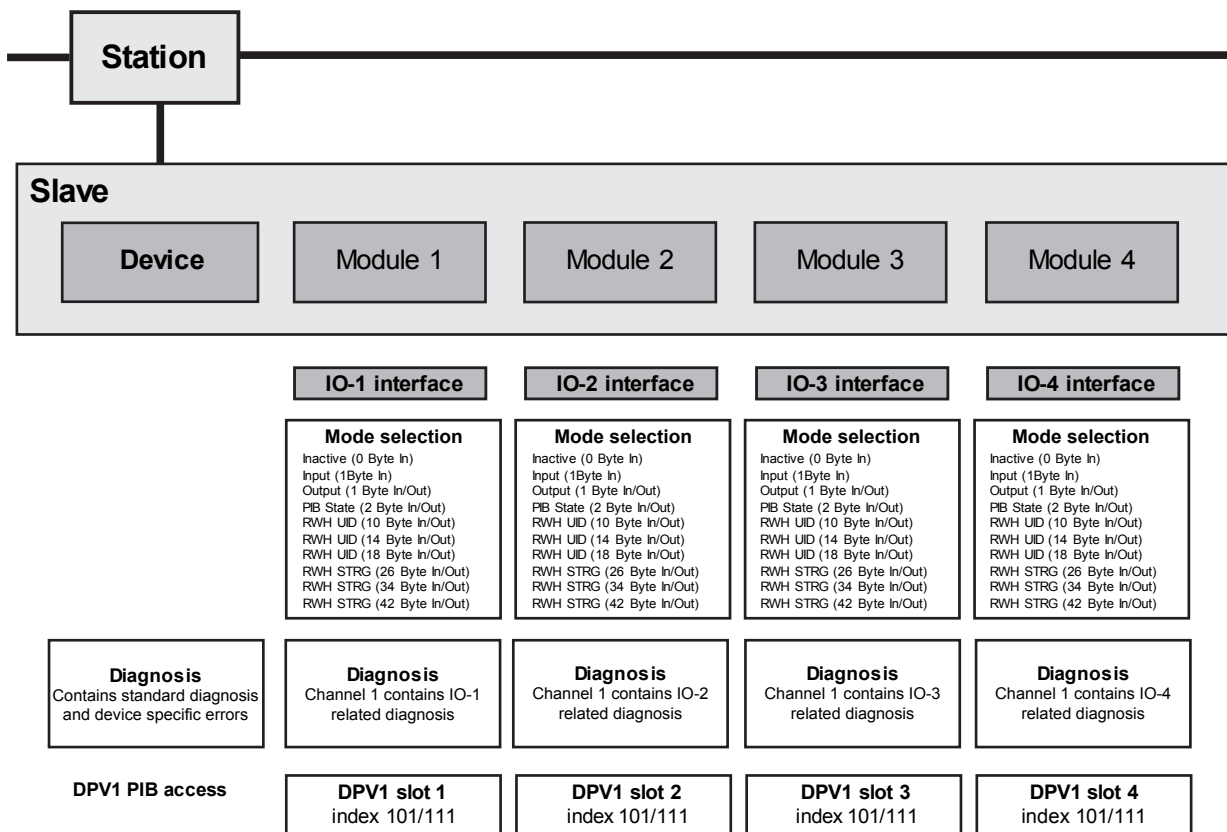 Station
Slave
Device
Module 1
Module 2
Module 3
Module 4
IO-1 interface
IO-2 interface
IO-3 interface
IO-4 interface
Mode selection
Inactive (0 Byte In)
Input (1Byte In)
Output (1 Byte In/Out)
PIB State (2 Byte In/Out)
RWH UID (10 Byte In/Out)
RWH UID (14 Byte In/Out)
RWH UID (18 Byte In/Out)
RWH STRG (26 Byte In/Out)
RWH STRG (34 Byte In/Out)
RWH STRG (42 Byte In/Out)
Mode selection
Inactive (0 Byte In)
Input (1Byte In)
Output (1 Byte In/Out)
PIB State (2 Byte In/Out)
RWH UID (10 Byte In/Out)
RWH UID (14 Byte In/Out)
RWH UID (18 Byte In/Out)
RWH STRG (26 Byte In/Out)
RWH STRG (34 Byte In/Out)
RWH STRG (42 Byte In/Out)
Mode selection
Inactive (0 Byte In)
Input (1Byte In)
Output (1 Byte In/Out)
PIB State (2 Byte In/Out)
RWH UID (10 Byte In/Out)
RWH UID (14 Byte In/Out)
RWH UID (18 Byte In/Out)
RWH STRG (26 Byte In/Out)
RWH STRG (34 Byte In/Out)
RWH STRG (42 Byte In/Out)
Mode selection
Inactive (0 Byte In)
Input (1Byte In)
Output (1 Byte In/Out)
PIB State (2 Byte In/Out)
RWH UID (10 Byte In/Out)
RWH UID (14 Byte In/Out)
RWH UID (18 Byte In/Out)
RWH STRG (26 Byte In/Out)
RWH STRG (34 Byte In/Out)
RWH STRG (42 Byte In/Out)
Diagnosis
Contains standard diagnosis
and device specific errors
Diagnosis
Channel 1 contains IO-1
related diagnosis
Diagnosis
Channel 1 contains IO-2
related diagnosis
Diagnosis
Channel 1 contains IO-3
related diagnosis
Diagnosis
Channel 1 contains IO-4
related diagnosis
DPV1 PIB access
DPV1 slot 1
index 101/111
DPV1 slot 2
index 101/111
DPV1 slot 3
index 101/111
DPV1 slot 4
index 101/111